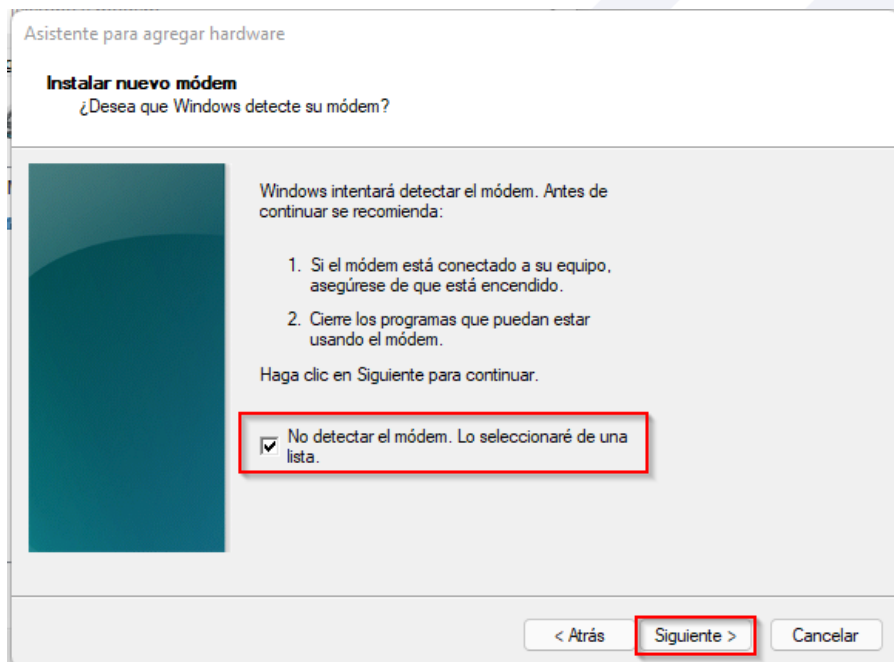 Asistente para agregar hardware
Instalar nuevo módem
¿Desea que Windows detecte su módem?
Windows intentará detectar el módem. Antes de
continuar se recomienda:
1. Si el módem está conectado a su equipo,
asegúrese de que está encendido.
2. Cierre los programas que puedan estar
usando el módem.
Haga clic en Siguiente para continuar.
No detectar el módem. Lo seleccionaré de una
lista.
< Atrás
Siguiente >
Cancelar